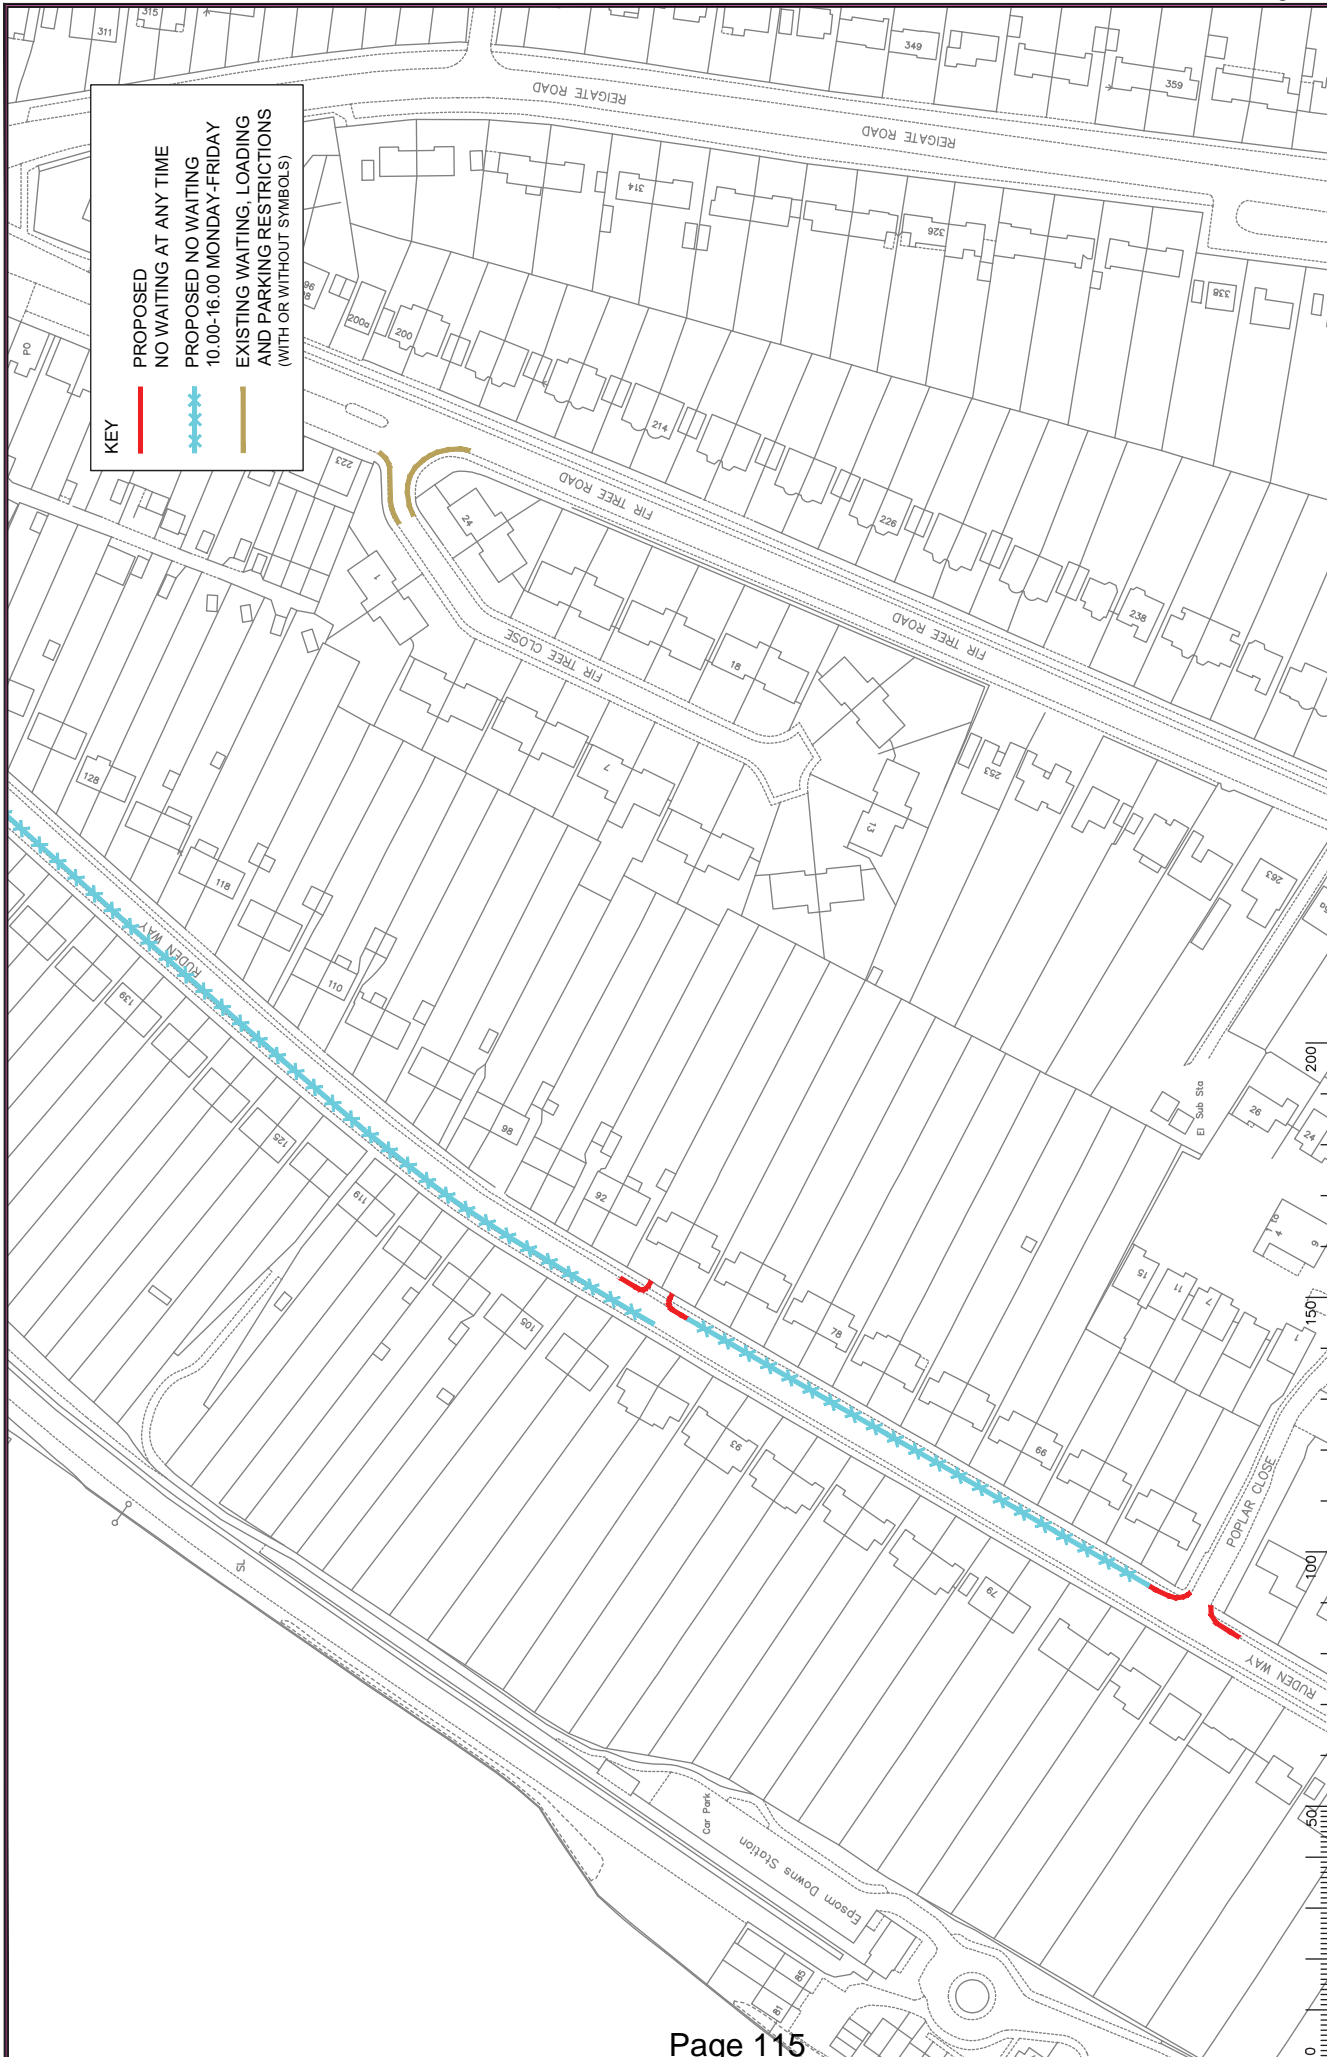 KEY
PROPOSED
NO WAITING AT ANY TIME
PROPOSED NO WAITING
10.00-16.00 MONDAY-FRIDAY
EXISTING WAITING, LOADING
AND PARKING RESTRICTIONS
(WITH OR WITHOUT SYMBOLS)
311
315
349
359
REIGATE ROAD
REIGATE ROAD
314
326
338
PO
200a
200
214
226
238
223
24
1
FIR TREE ROAD
FIR TREE ROAD
FIR TREE CLOSE
18
7
13
253
263
128
118
110
98
92
78
66
RUDEN WAY
139
125
119
105
93
79
El Sub Sta
26
24
15
11
7
1
POPLAR CLOSE
RUDEN WAY
SL
Car Park
Epsom Downs Station
85
81
0
50
100
150
200
Page 115